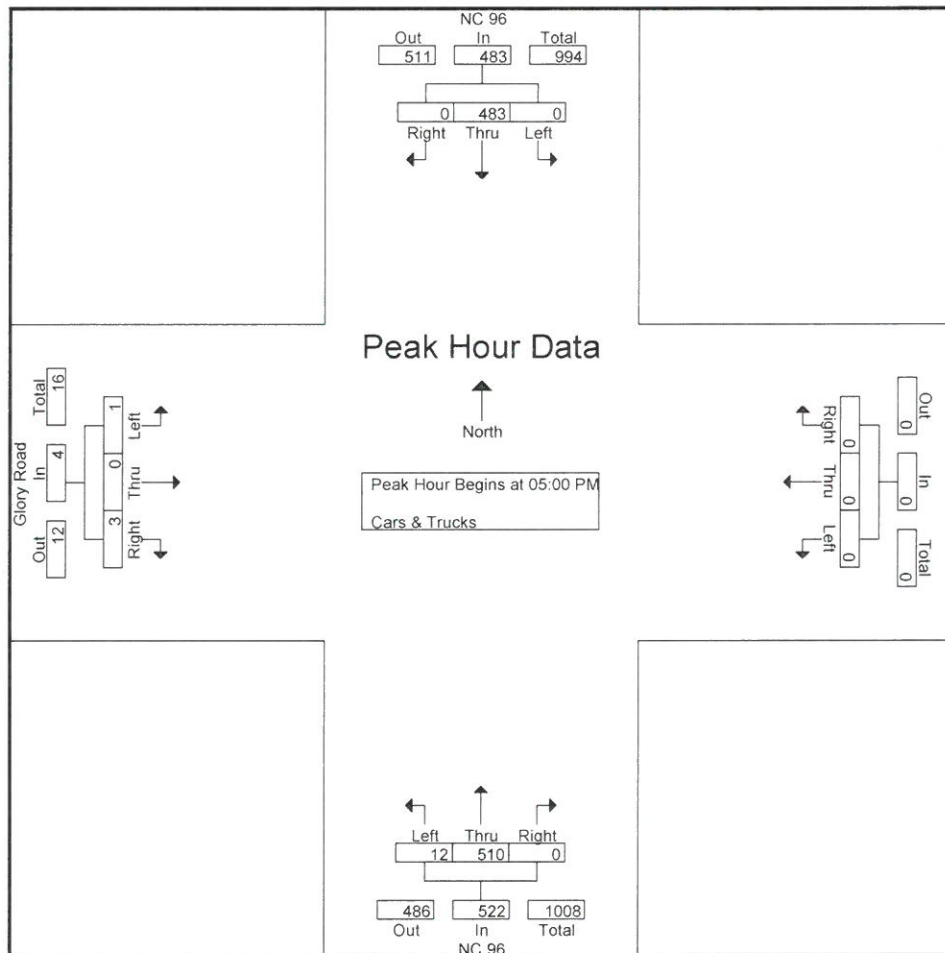 NC 96
Out In Total
511 483 994
0 483 0
Right Thru Left
Peak Hour Data
North
Peak Hour Begins at 05:00 PM
Cars & Trucks
Glory Road
Out In Total
12 4 16
3 0 1
Right Thru Left
Out In Total
0 0 0
Right Thru Left
0 0 0
Left Thru Right
12 510 0
486 522 1008
Out In Total
NC 96